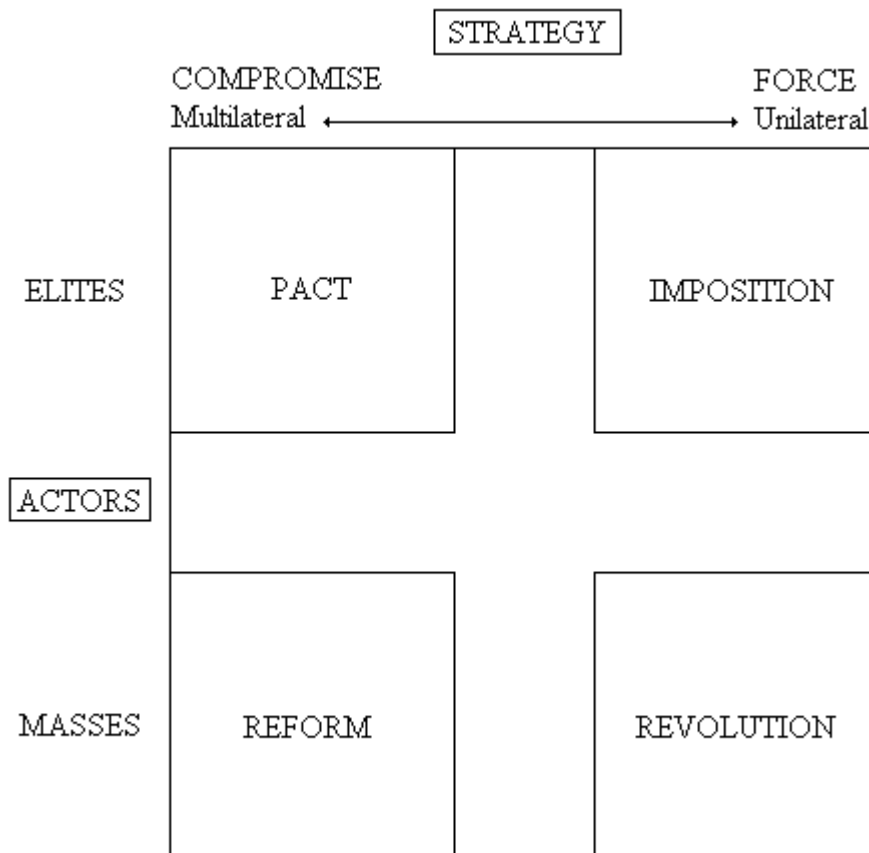 STRATEGY
COMPROMISE
Multilateral
FORCE
Unilateral
ELITES
PACT
IMPOSITION
ACTORS
MASSES
REFORM
REVOLUTION